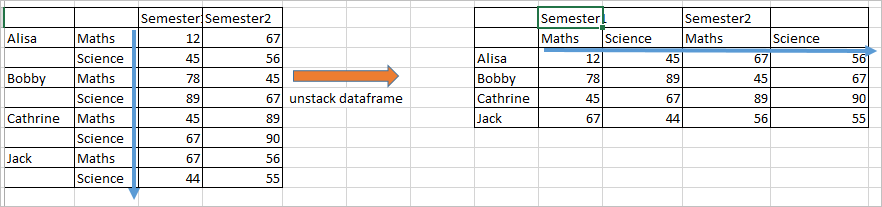 Semester1 Semester2
Alisa Maths 12 67
Science 45 56
Bobby Maths 78 45
Science 89 67
Cathrine Maths 45 89
Science 67 90
Jack Maths 67 56
Science 44 55
unstack dataframe
Semester1 Semester2
Maths Science Maths Science
Alisa 12 45 67 56
Bobby 78 89 45 67
Cathrine 45 67 89 90
Jack 67 44 56 55